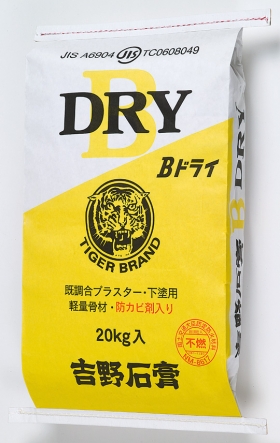 JIS A6904 JIS TC0608049
B
DRY
Bドライ
TIGER BRAND
既調合プラスター・下塗用
軽量骨材・防カビ剤入り
20kg入
不燃
NM-8617
吉野石膏